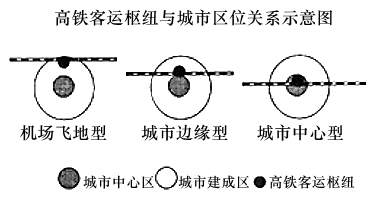 高铁客运枢纽与城市区位关系示意图
机场飞地型 城市边缘型 城市中心型
城市中心区 城市建成区 高铁客运枢纽